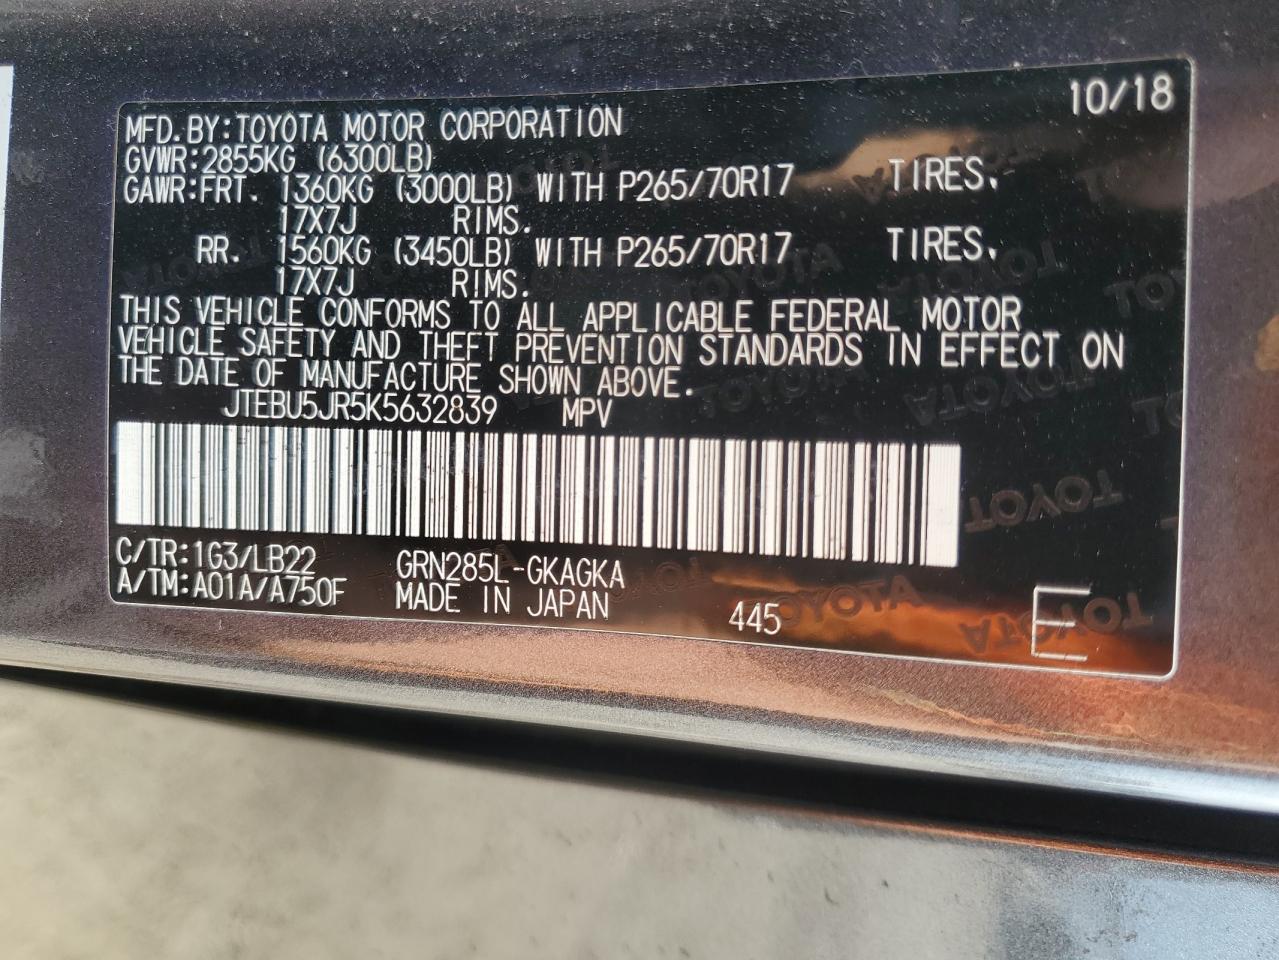 10/18
MFD.BY:TOYOTA MOTOR CORPORATION
GVWR:2855KG (6300LB)
GAWR:FRT. 1360KG (3000LB) WITH P265/70R17 TIRES,
17X7J RIMS.
RR. 1560KG (3450LB) WITH P265/70R17 TIRES,
17X7J RIMS.
THIS VEHICLE CONFORMS TO ALL APPLICABLE FEDERAL MOTOR
VEHICLE SAFETY AND THEFT PREVENTION STANDARDS IN EFFECT ON
THE DATE OF MANUFACTURE SHOWN ABOVE.
JTEBU5JR5K5632839 MPV
C/TR:1G3/LB22 GRN285L-GKAGKA
A/TM:A01A/A750F MADE IN JAPAN 445 E
TOYOTA